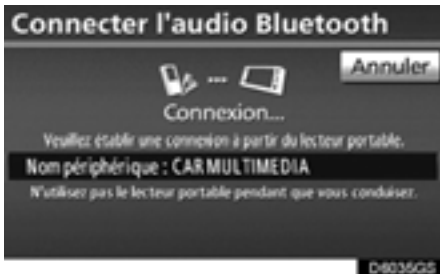 Connecter l'audio Bluetooth
Annuler
Connexion...
Veuillez établir une connexion à partir du lecteur portable.
Nom périphérique : CAR MULTIMEDIA
N'utilisez pas le lecteur portable pendant que vous conduisez.
D6035GS